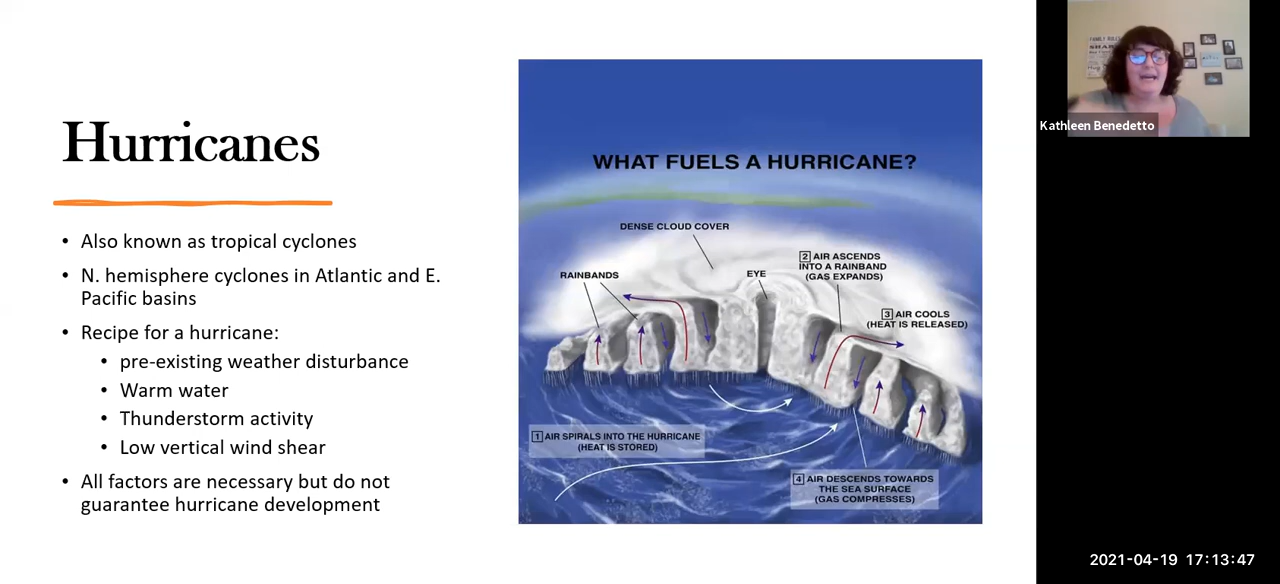 Hurricanes
• Also known as tropical cyclones
• N. hemisphere cyclones in Atlantic and E.
Pacific basins
• Recipe for a hurricane:
• pre-existing weather disturbance
• Warm water
• Thunderstorm activity
• Low vertical wind shear
• All factors are necessary but do not
guarantee hurricane development
WHAT FUELS A HURRICANE?
DENSE CLOUD COVER
RAINBANDS
EYE
2 AIR ASCENDS
INTO A RAINBAND
(GAS EXPANDS)
3 AIR COOLS
(HEAT IS RELEASED)
1 AIR SPIRALS INTO THE HURRICANE
(HEAT IS STORED)
4 AIR DESCENDS TOWARDS
THE SEA SURFACE
(GAS COMPRESSES)
FAMILY RULES
Kathleen Benedetto
2021-04-19 17:13:47